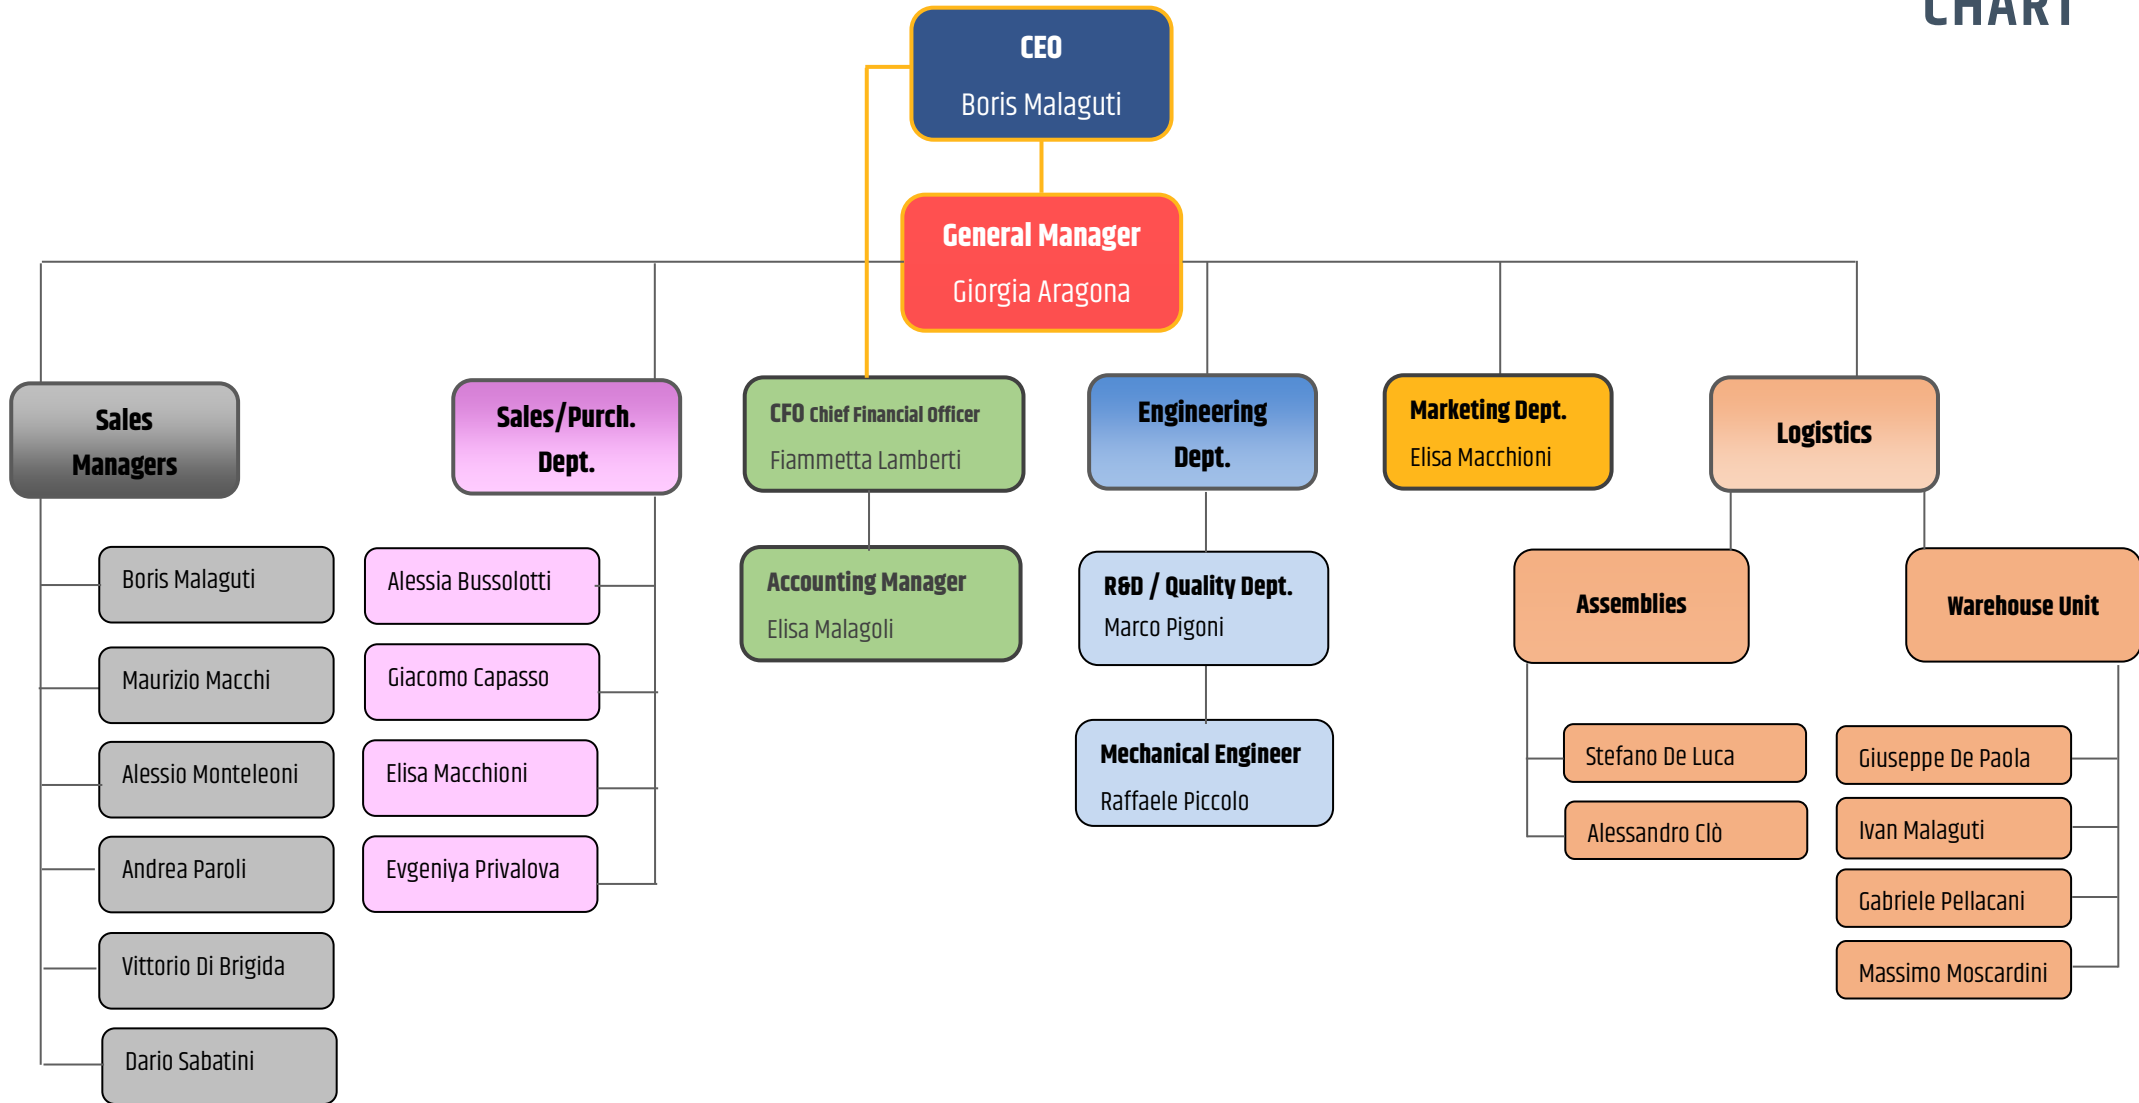 CHART
CEO
Boris Malaguti
General Manager
Giorgia Aragona
Sales
Managers
Boris Malaguti
Maurizio Macchi
Alessio Monteleoni
Andrea Paroli
Vittorio Di Brigida
Dario Sabatini
Sales/Purch.
Dept.
Alessia Bussolotti
Giacomo Capasso
Elisa Macchioni
Evgeniya Privalova
CFO Chief Financial Officer
Fiammetta Lamberti
Accounting Manager
Elisa Malagoli
Engineering
Dept.
R&D / Quality Dept.
Marco Pigoni
Mechanical Engineer
Raffaele Piccolo
Marketing Dept.
Elisa Macchioni
Logistics
Assemblies
Stefano De Luca
Alessandro Clò
Warehouse Unit
Giuseppe De Paola
Ivan Malaguti
Gabriele Pellacani
Massimo Moscardini